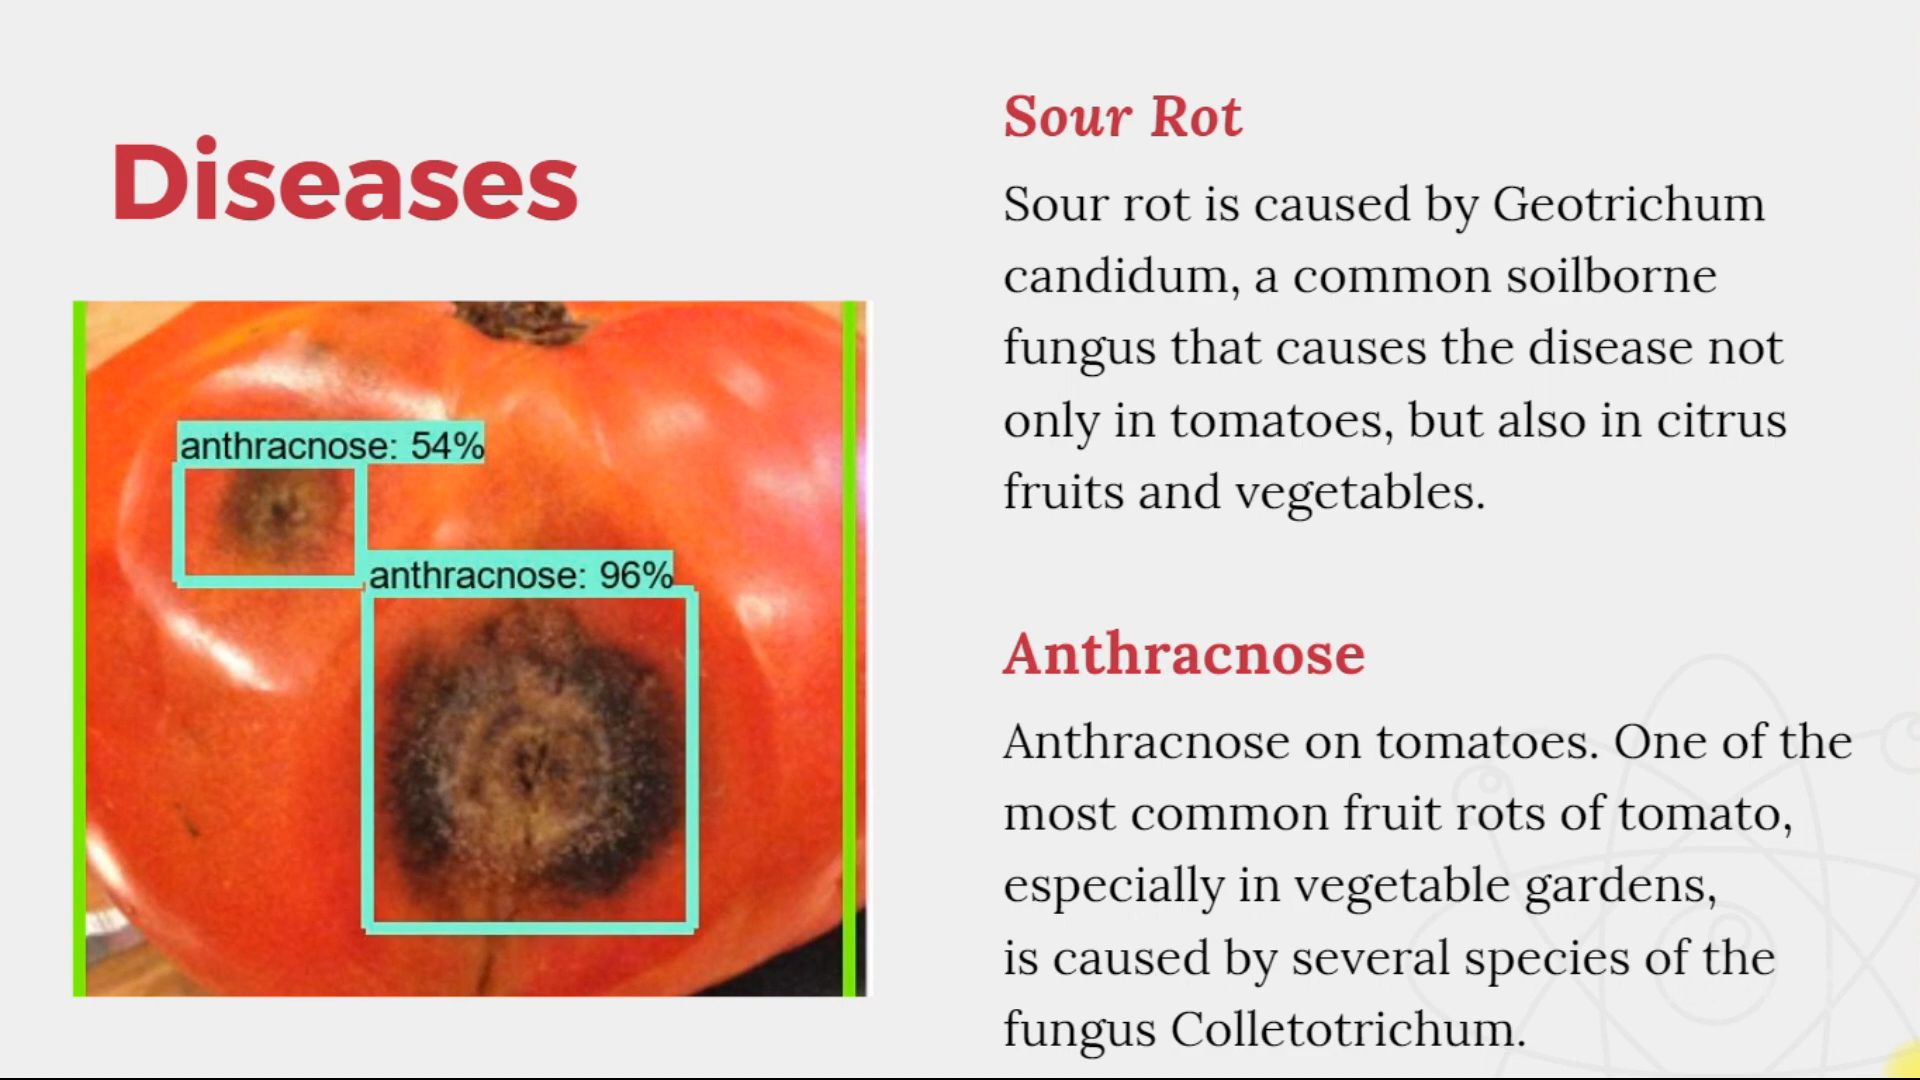 Diseases
anthracnose: 54%
anthracnose: 96%
Sour Rot
Sour rot is caused by Geotrichum
candidum, a common soilborne
fungus that causes the disease not
only in tomatoes, but also in citrus
fruits and vegetables.
Anthracnose
Anthracnose on tomatoes. One of the
most common fruit rots of tomato,
especially in vegetable gardens,
is caused by several species of the
fungus Colletotrichum.